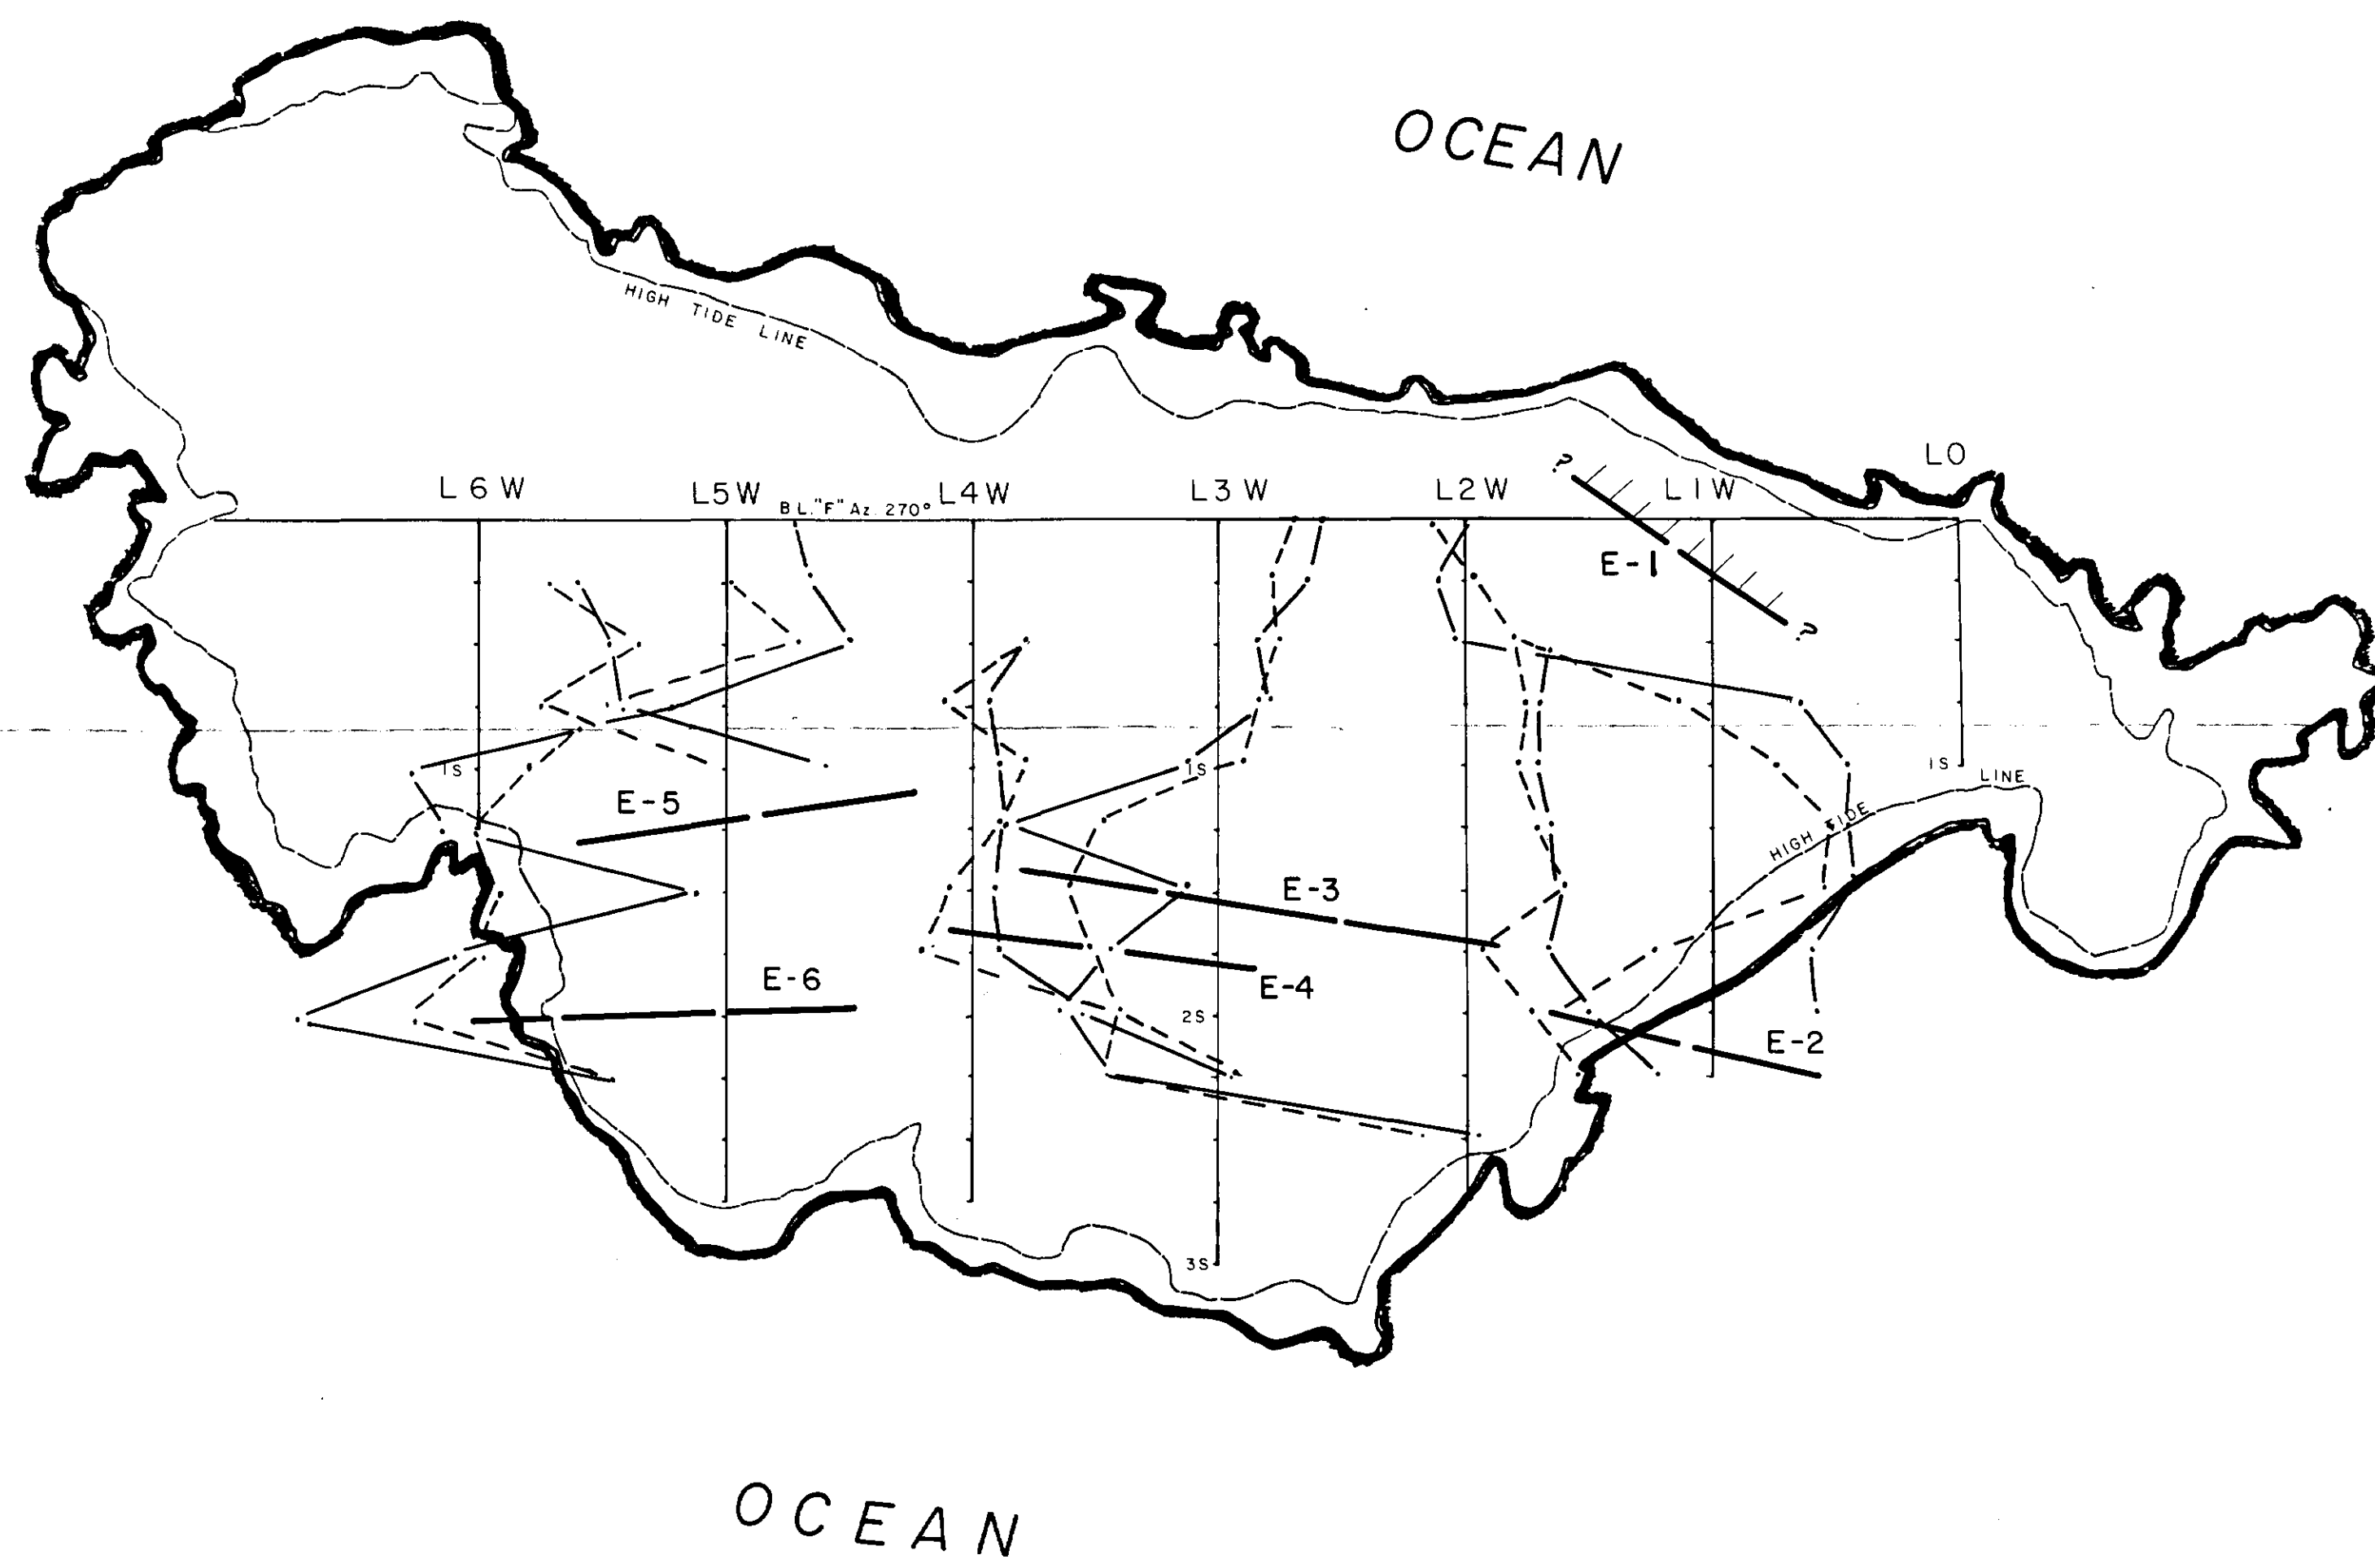 OCEAN
HIGH TIDE LINE
LO
L6W
L5W
BL."F" Az. 270°
L4W
L3W
L2W
L1W
?
E-1
?
1S
1S
1S
LINE
HIGH TIDE
E-5
E-3
E-6
E-4
2S
E-2
3S
OCEAN